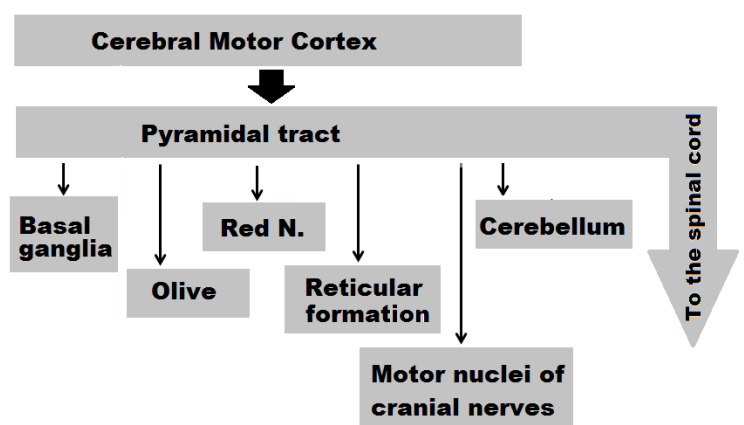 Cerebral Motor Cortex
Pyramidal tract
To the spinal cord
Basal
ganglia
Olive
Red N.
Reticular
formation
Motor nuclei of
cranial nerves
Cerebellum